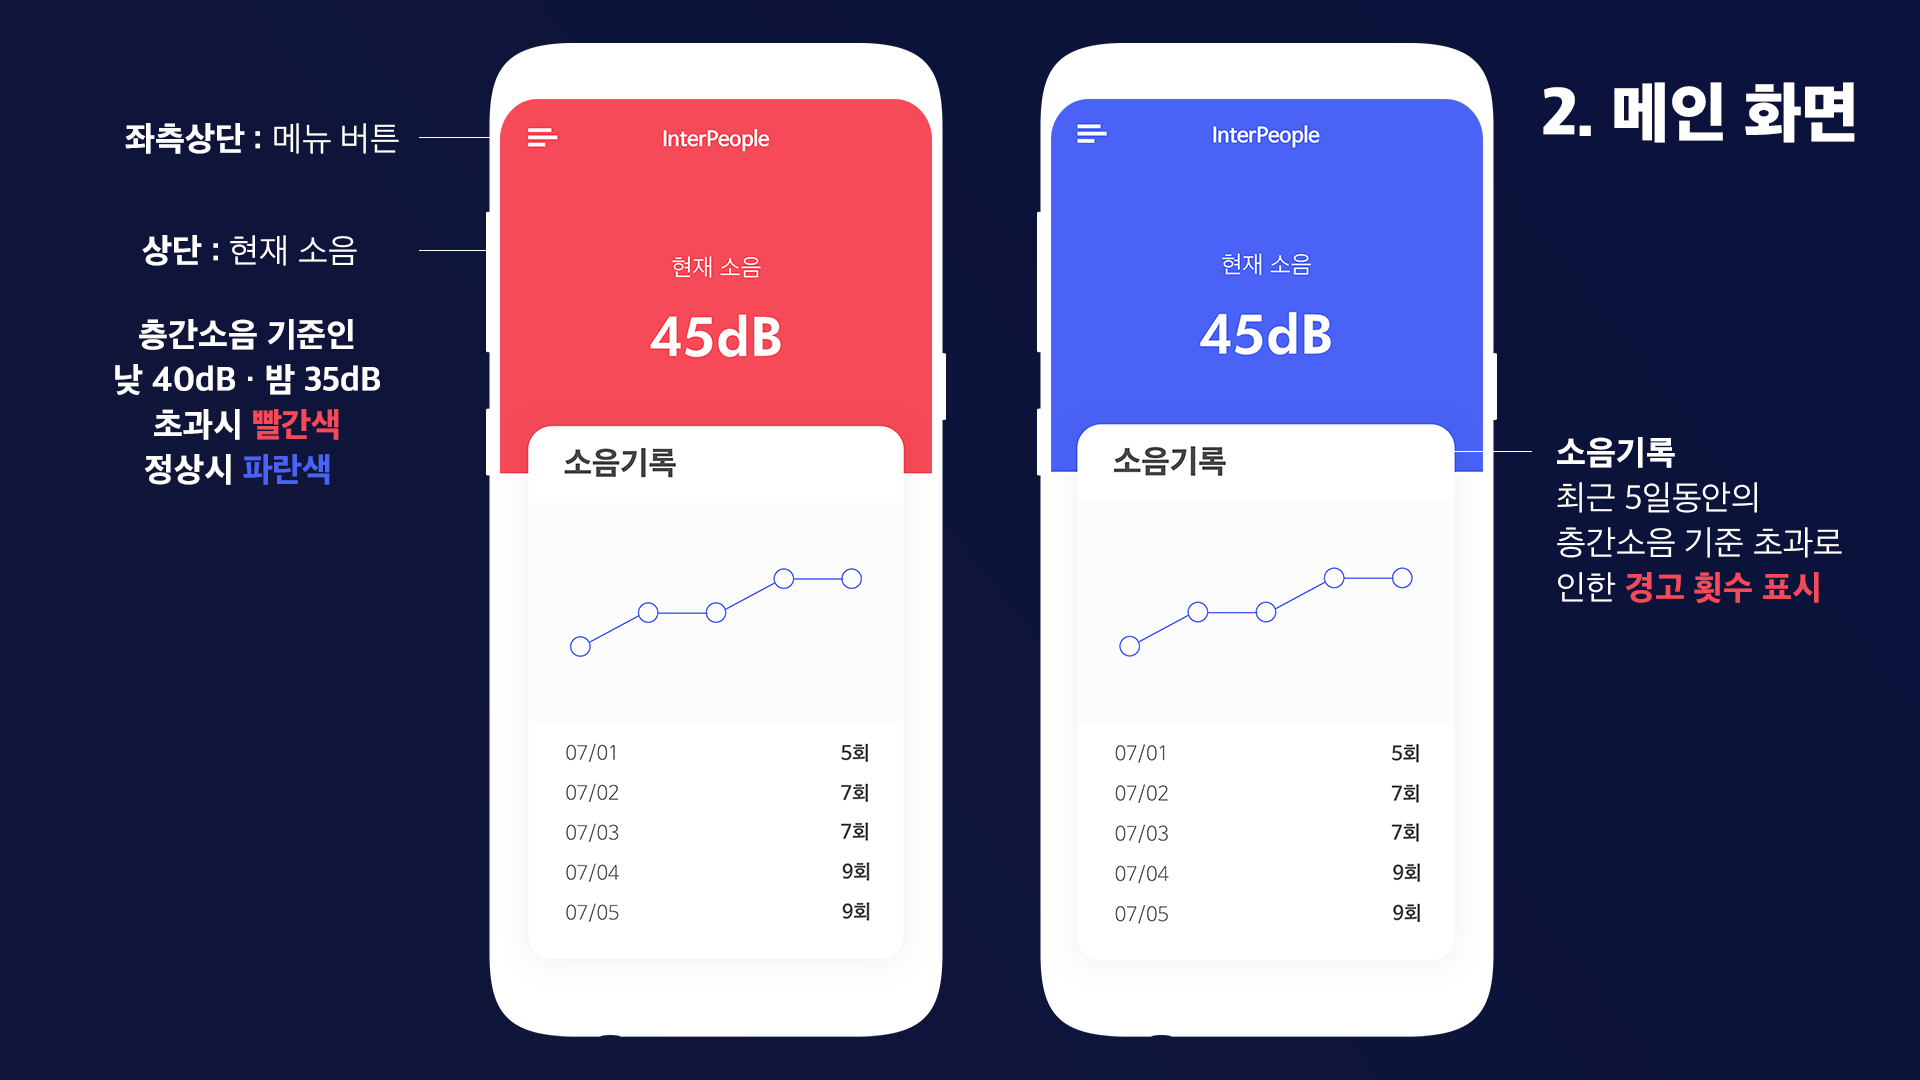 2. 메인 화면
좌측상단 : 메뉴 버튼
상단 : 현재 소음
층간소음 기준인
낮 40dB · 밤 35dB
초과시 빨간색
정상시 파란색
InterPeople
현재 소음
45dB
소음기록
07/01 5회
07/02 7회
07/03 7회
07/04 9회
07/05 9회
InterPeople
현재 소음
45dB
소음기록
07/01 5회
07/02 7회
07/03 7회
07/04 9회
07/05 9회
소음기록
최근 5일동안의
층간소음 기준 초과로
인한 경고 횟수 표시